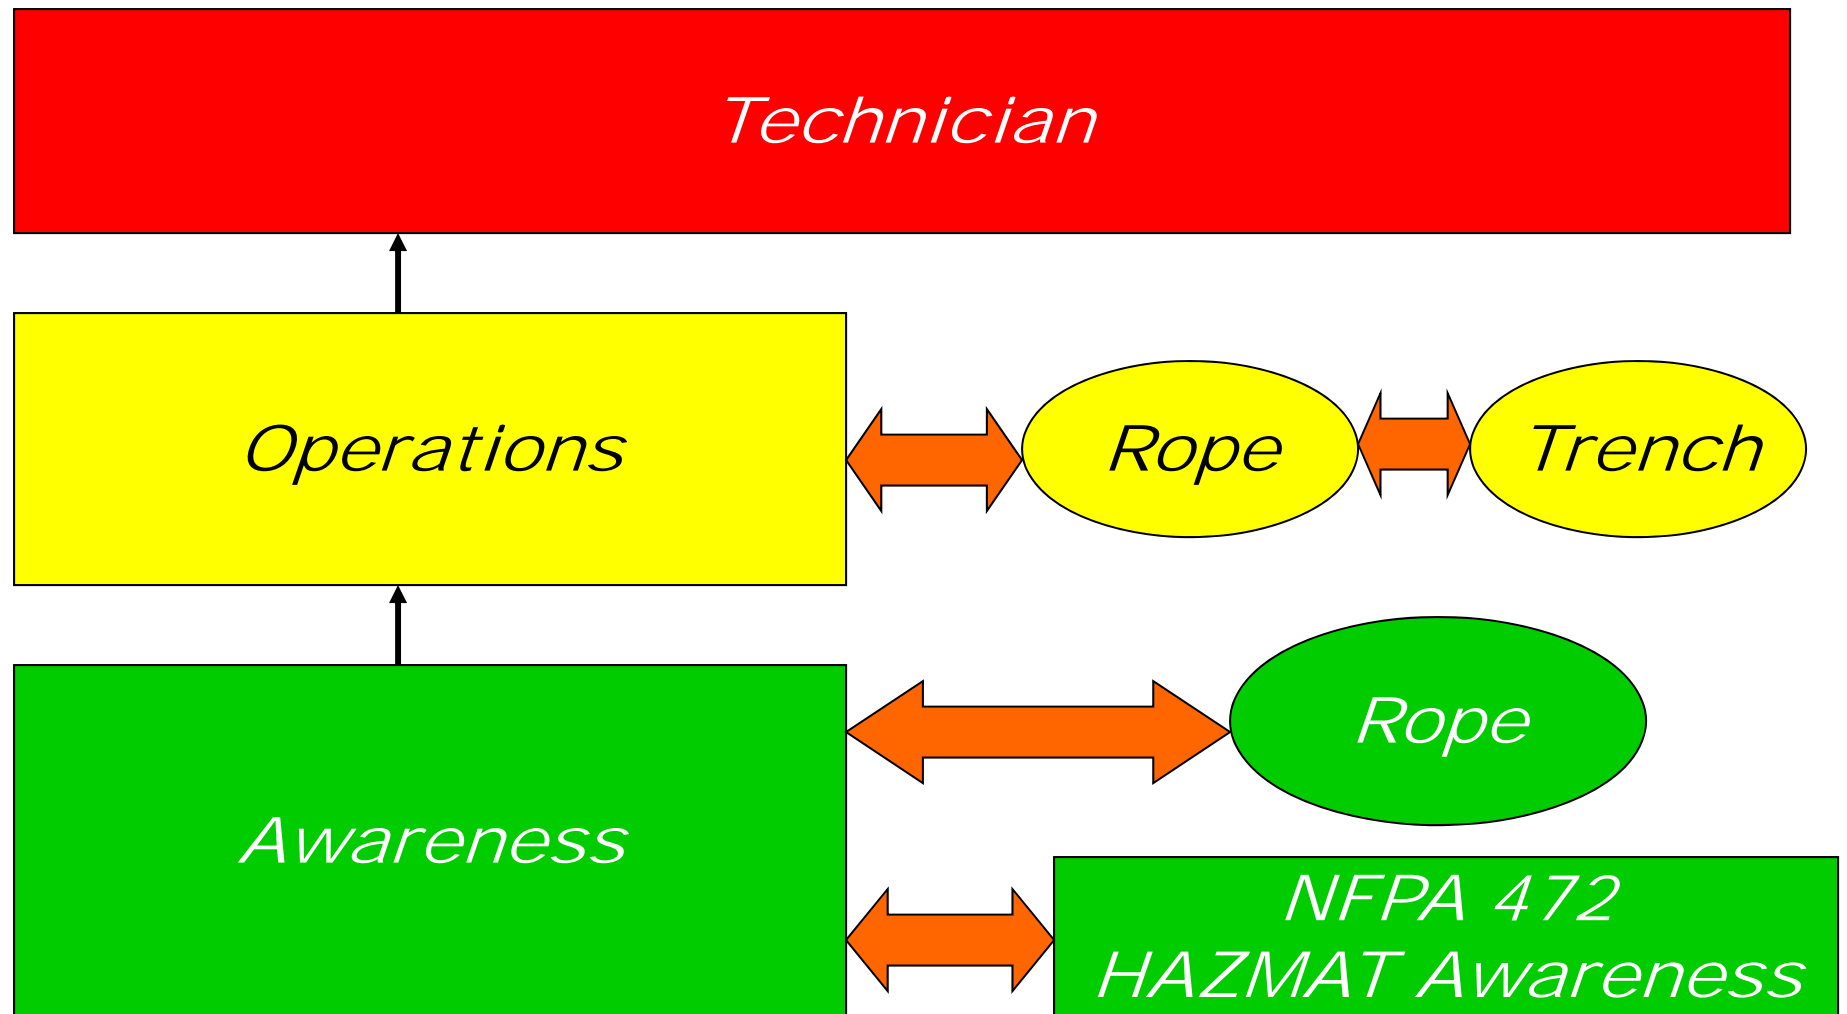 Technician
Operations
Rope
Trench
Rope
Awareness
NFPA 472
HAZMAT Awareness